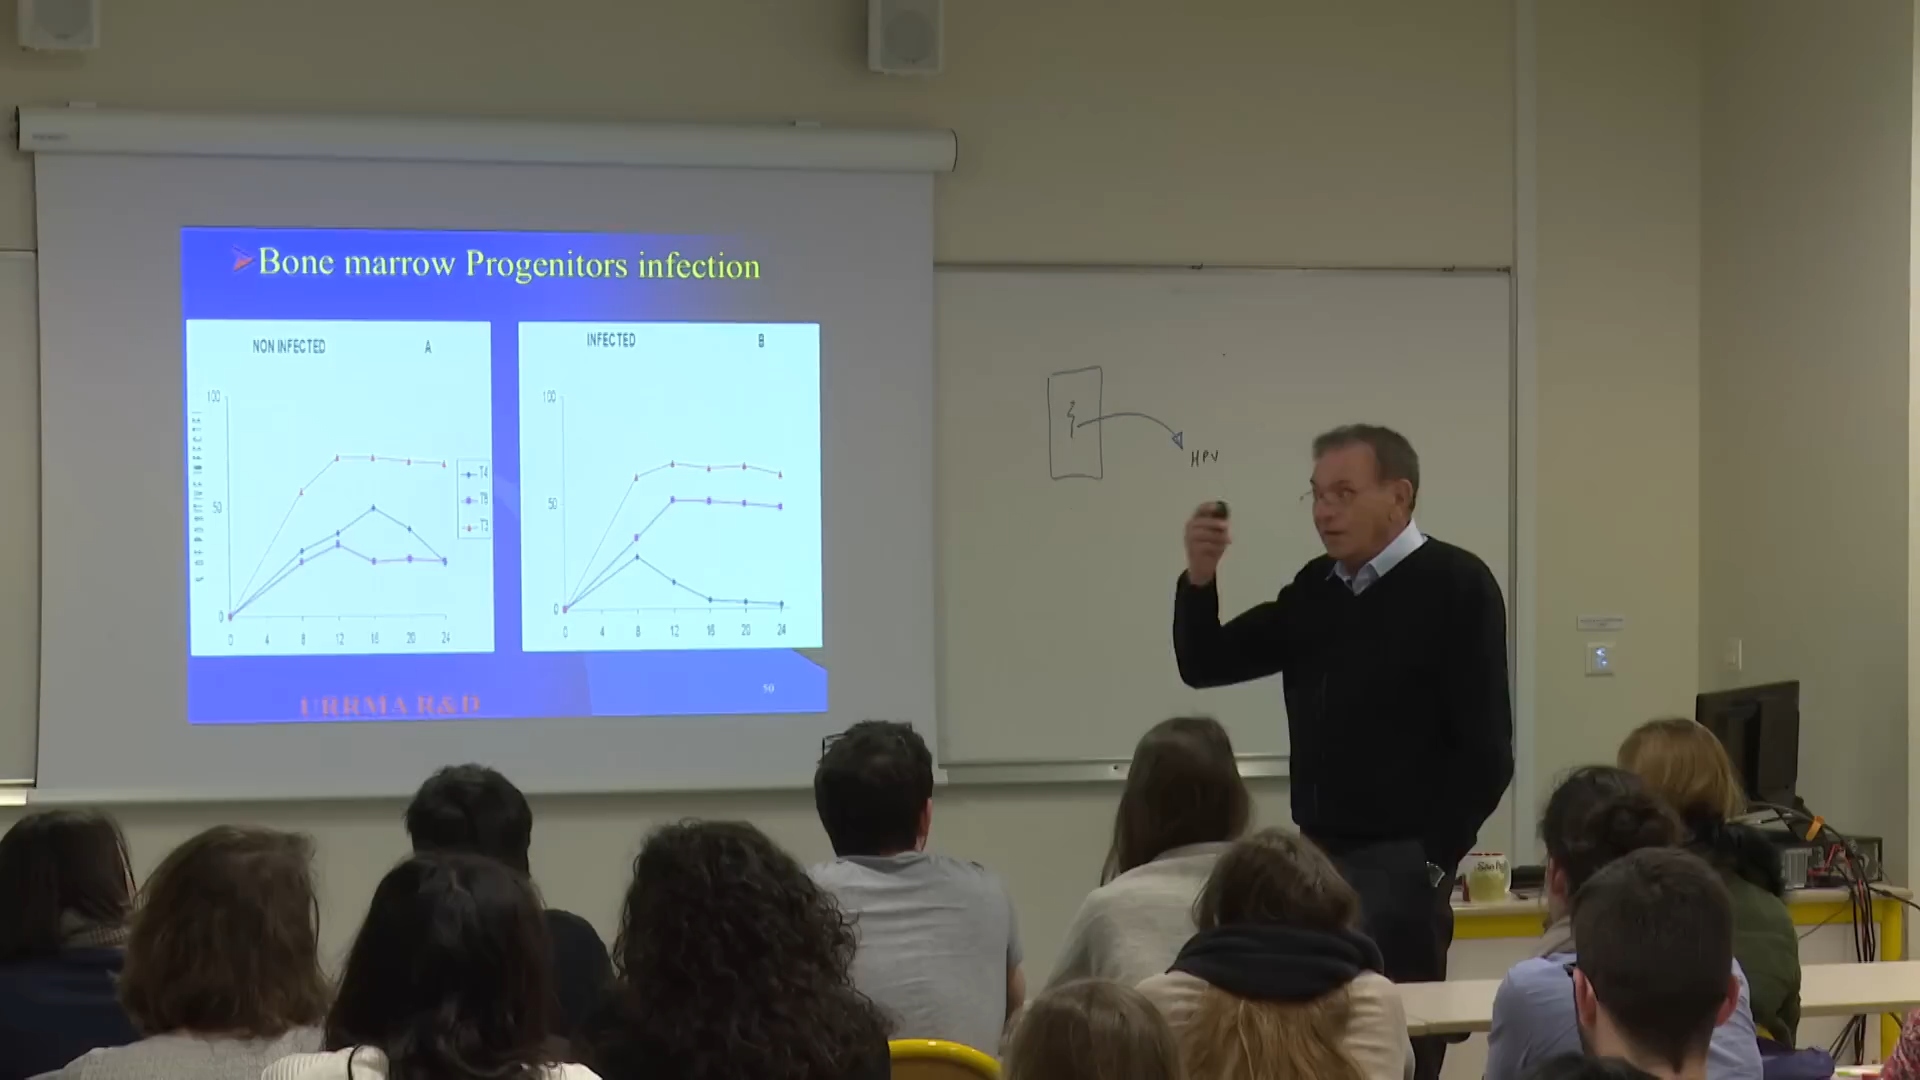 Bone marrow Progenitors infection
NON INFECTED A
100
50
0
0 4 8 12 16 20 24
T4
T8
T3
INFECTED B
100
50
0
0 4 8 12 16 20 24
URRMA R&D
50
HPV